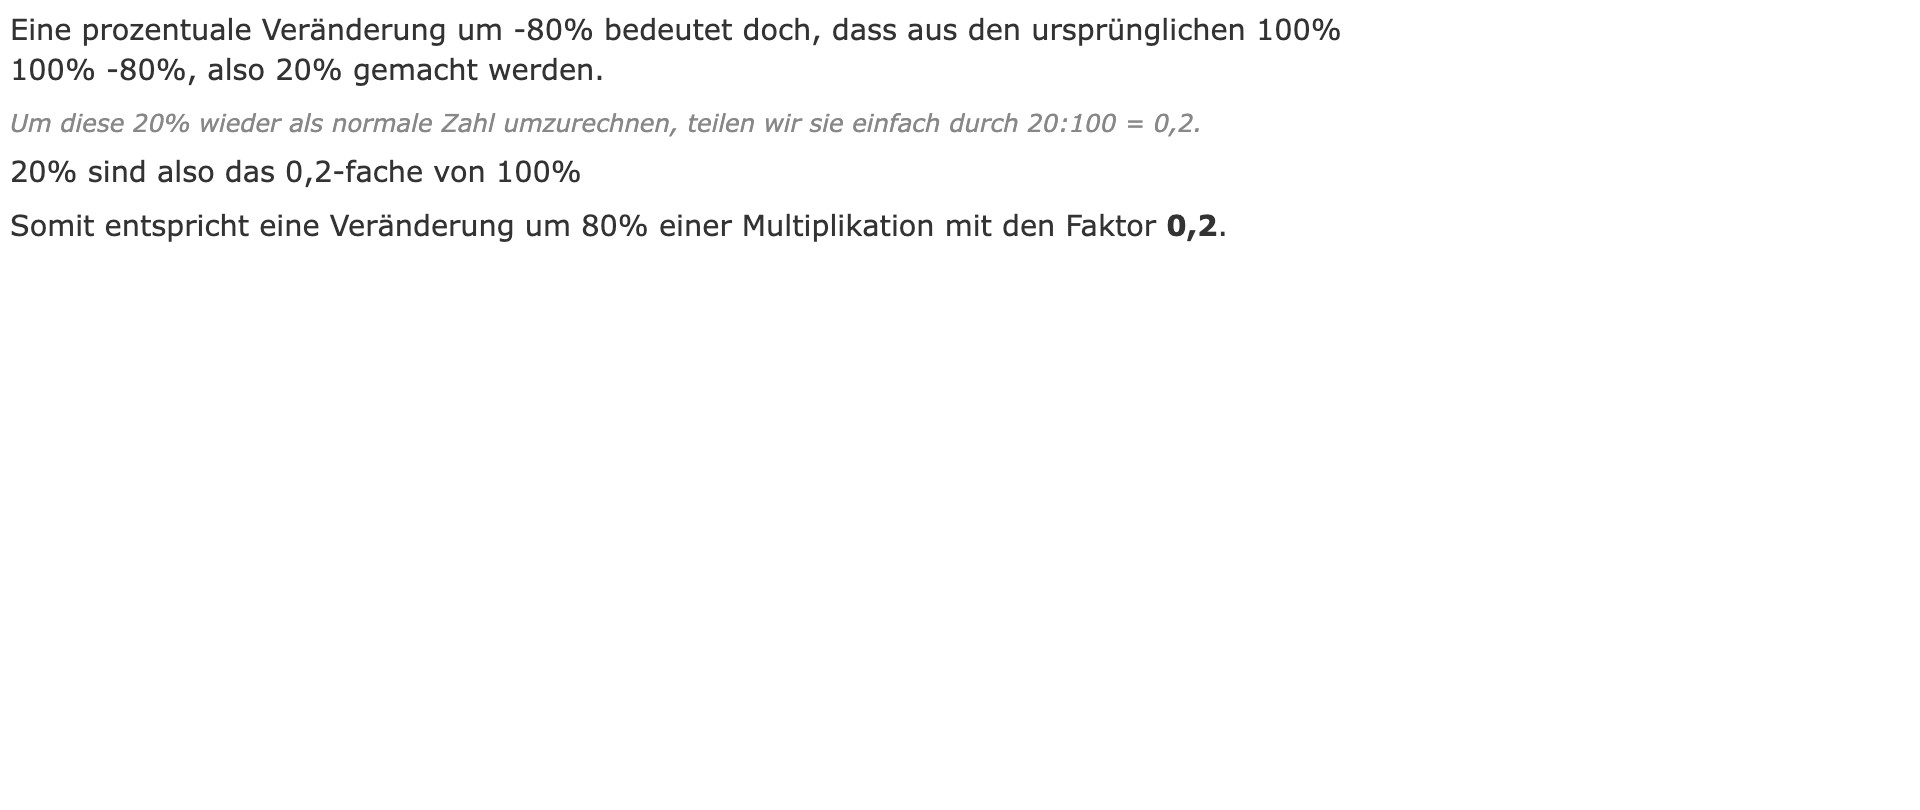 Eine prozentuale Veränderung um -80% bedeutet doch, dass aus den ursprünglichen 100%
100% -80%, also 20% gemacht werden.
Um diese 20% wieder als normale Zahl umzurechnen, teilen wir sie einfach durch 20:100 = 0,2.
20% sind also das 0,2-fache von 100%
Somit entspricht eine Veränderung um 80% einer Multiplikation mit den Faktor 0,2.